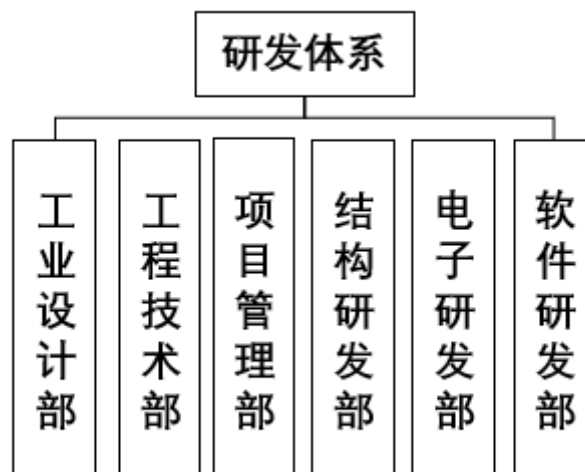 研发体系
工业设计部
工程技术部
项目管理部
结构研发部
电子研发部
软件研发部